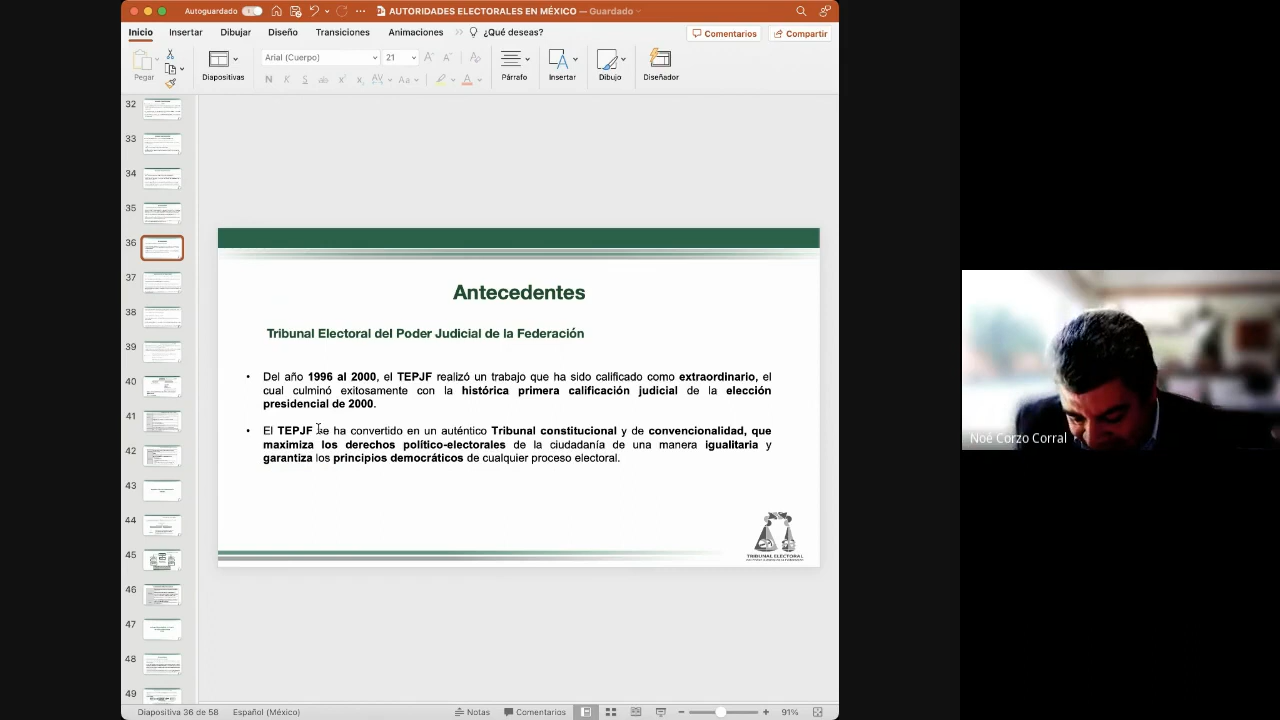 Autoguardado
AUTORIDADES ELECTORALES EN MÉXICO — Guardado
Inicio Insertar Dibujar Diseño Transiciones Animaciones >> ¿Qué deseas? Comentarios Compartir
Pegar Diapositivas Arial (Cuerpo) 21 Párrafo Insertar Dibujo Diseñador
N K S ab x² x₂ AV Aa A
32
33
34
35
36
37
38
39
40
41
42
43
44
45
46
47
48
49
Antecedentes
Tribunal Electoral del Poder Judicial de la Federación
• Del año 1996 al 2000, el TEPJF realizó un trabajo que ha sido calificado como extraordinario, el
cual culminó exitosamente con la histórica primera calificación judicial de la elección
presidencial de 2000.
• El TEPJF se ha convertido en un auténtico Tribunal constitucional y de convencionalidad, que
maximiza los derechos político-electorales de la ciudadanía de una manera igualitaria y
garantiza los principios democráticos de cualquier proceso electoral.
TRIBUNAL ELECTORAL
Noé Corzo Corral
Diapositiva 36 de 58 Español (México) Notas Comentarios 91%